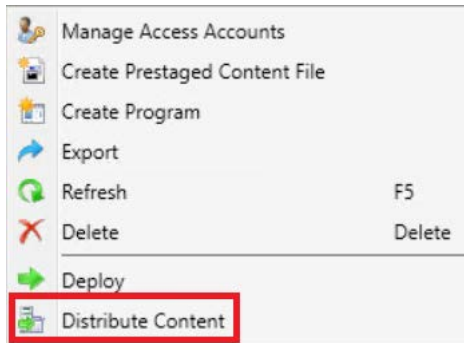 Manage Access Accounts
Create Prestaged Content File
Create Program
Export
Refresh F5
Delete Delete
Deploy
Distribute Content